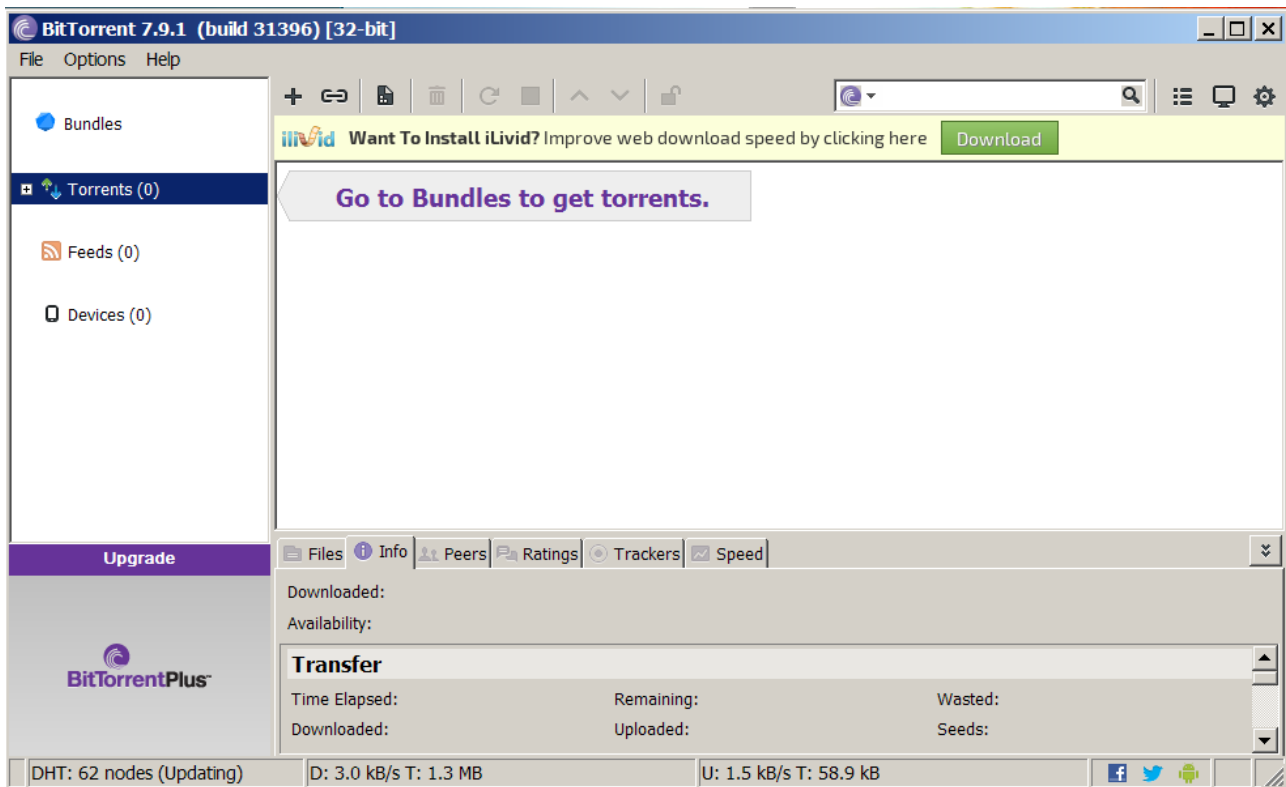 BitTorrent 7.9.1 (build 31396) [32-bit]
File Options Help
Bundles
Torrents (0)
Feeds (0)
Devices (0)
iLivid Want To Install iLivid? Improve web download speed by clicking here Download
Go to Bundles to get torrents.
Upgrade
BitTorrentPlus
Files Info Peers Ratings Trackers Speed
Downloaded:
Availability:
Transfer
Time Elapsed: Remaining: Wasted:
Downloaded: Uploaded: Seeds:
DHT: 62 nodes (Updating) D: 3.0 kB/s T: 1.3 MB U: 1.5 kB/s T: 58.9 kB